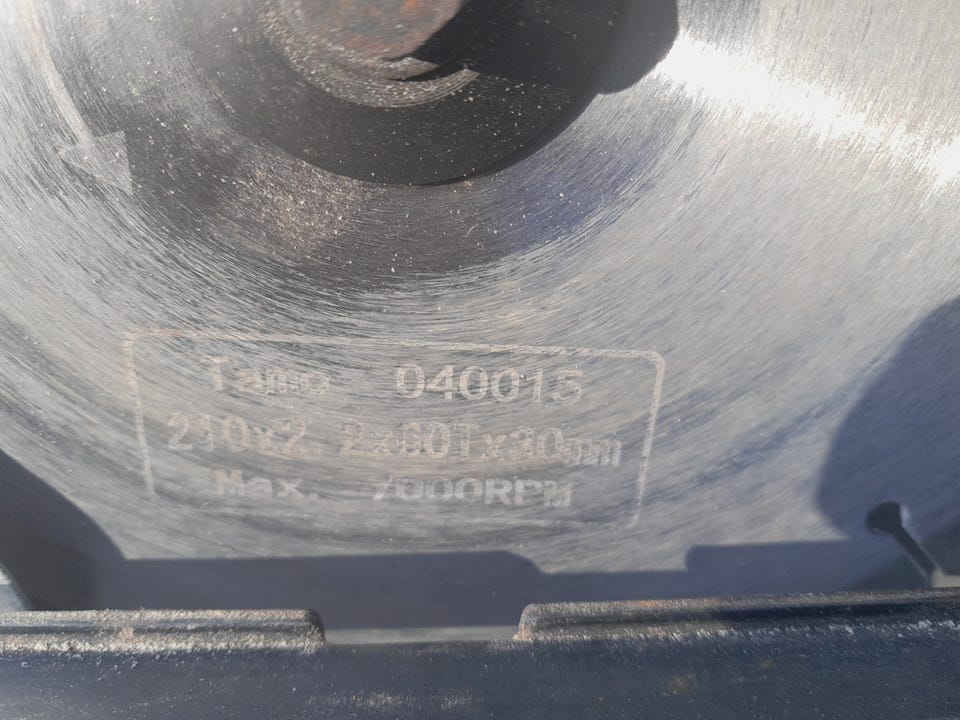 Tamo 040015
210x2.2x60Tx30mm
Max. 7000RPM